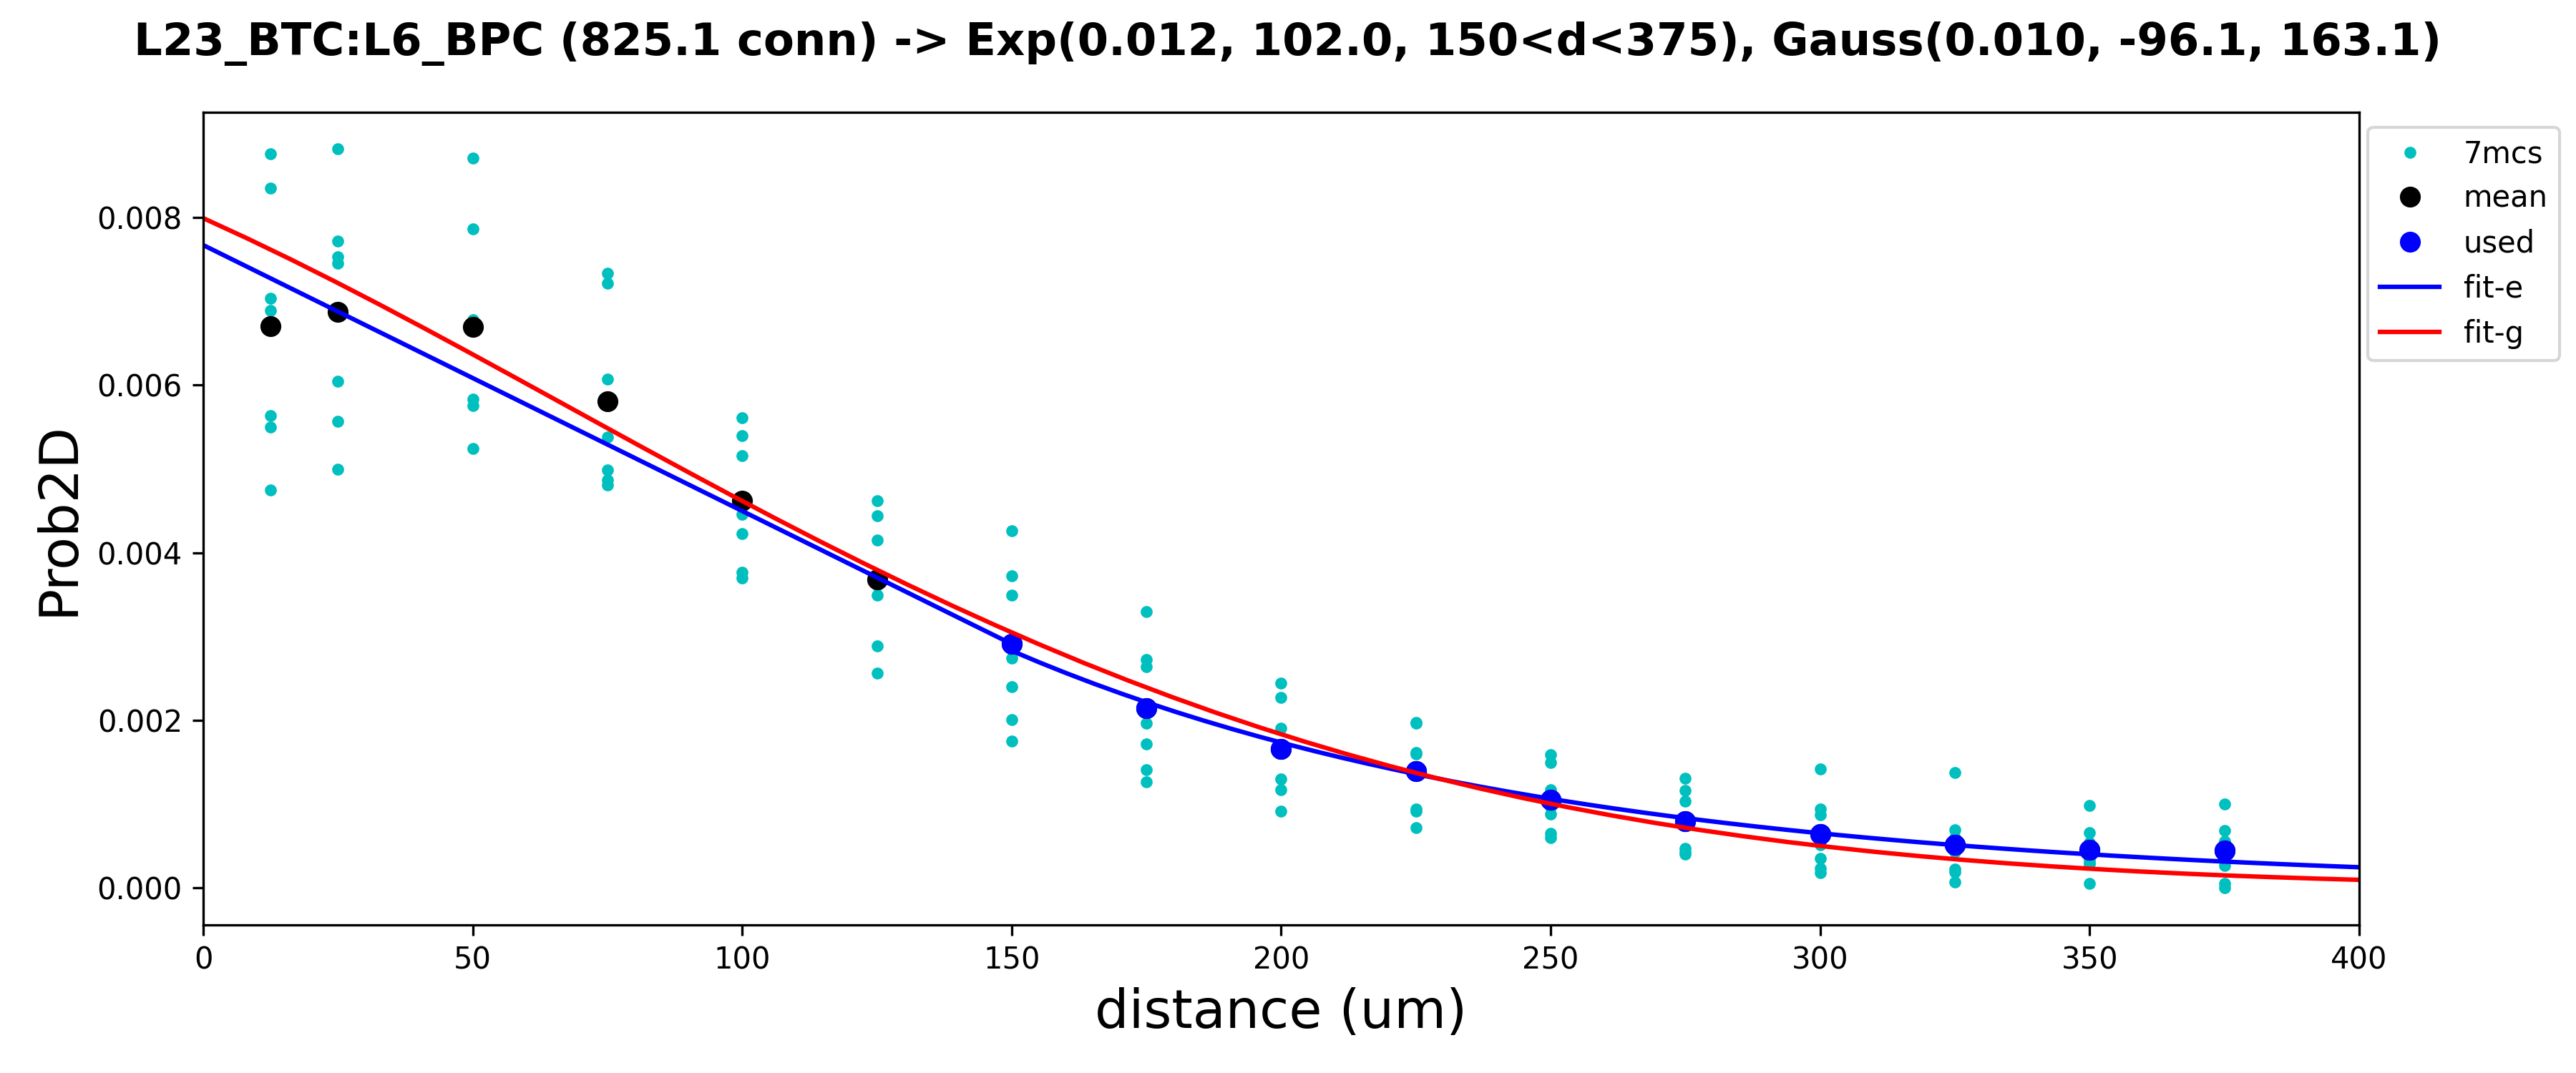 L23_BTC:L6_BPC (825.1 conn) -> Exp(0.012, 102.0, 150<d<375), Gauss(0.010, -96.1, 163.1)
7mcs
mean
used
fit-e
fit-g
Prob2D
0.008
0.006
0.004
0.002
0.000
0 50 100 150 200 250 300 350 400
distance (um)